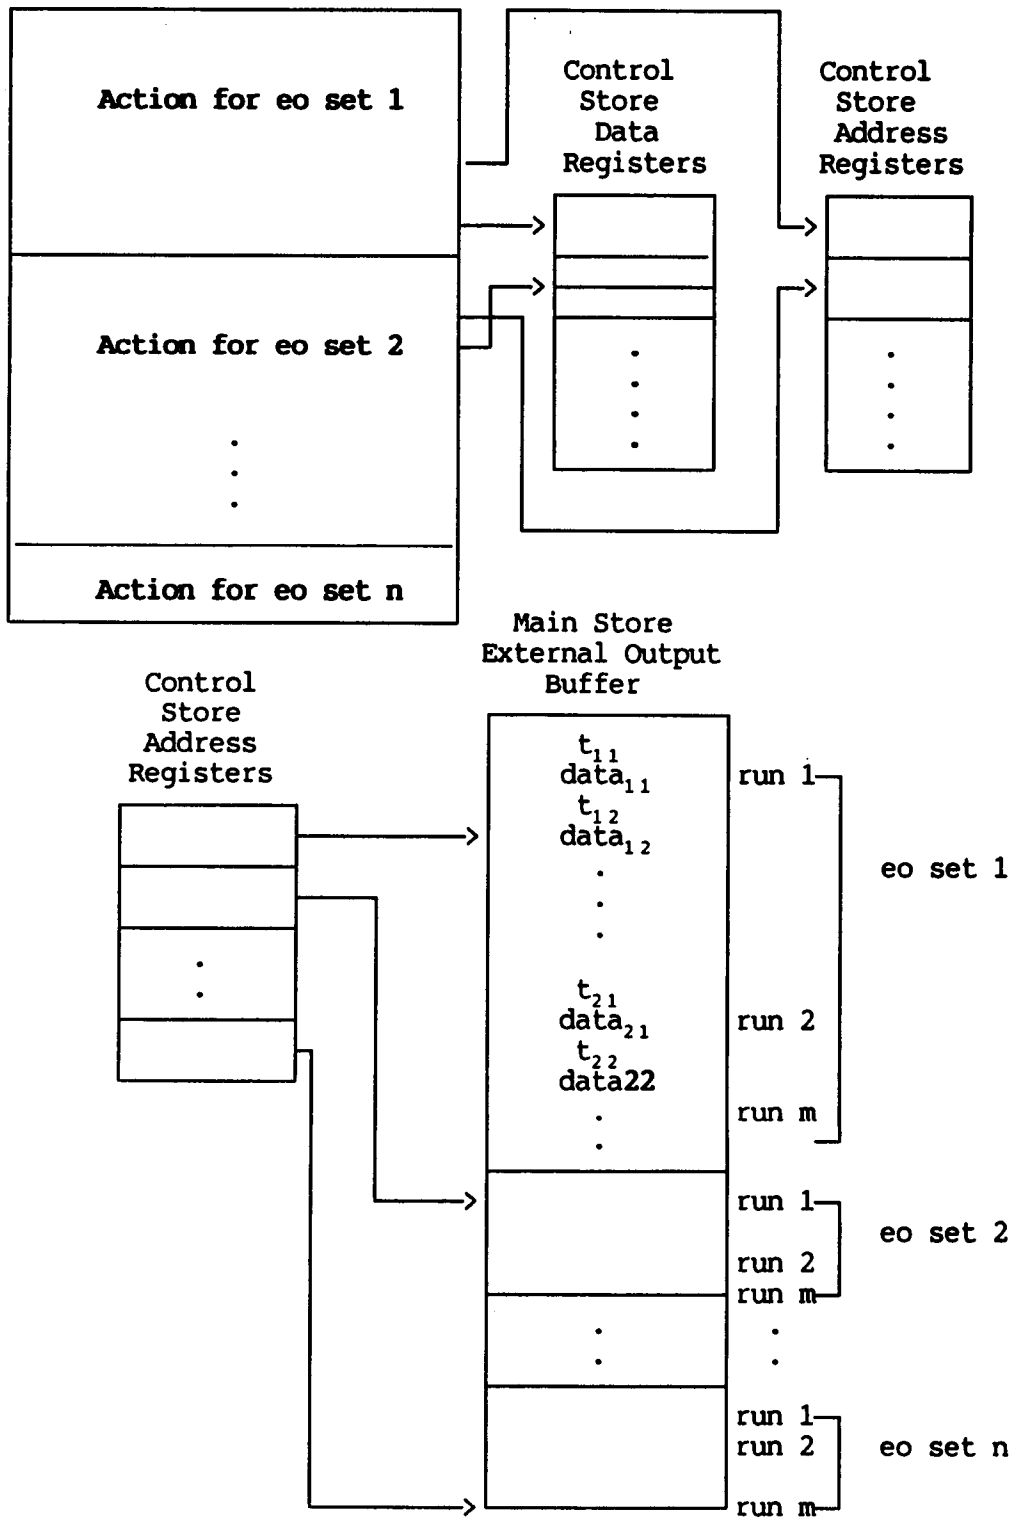 Action for eo set 1
Action for eo set 2
Action for eo set n
Control
Store
Data
Registers
Control
Store
Address
Registers
Control
Store
Address
Registers
Main Store
External Output
Buffer
t₁₁
data₁₁
t₁₂
data₁₂
t₂₁
data₂₁
t₂₂
data22
run 1
run 2
run m
eo set 1
run 1
run 2
run m
eo set 2
run 1
run 2
run m
eo set n